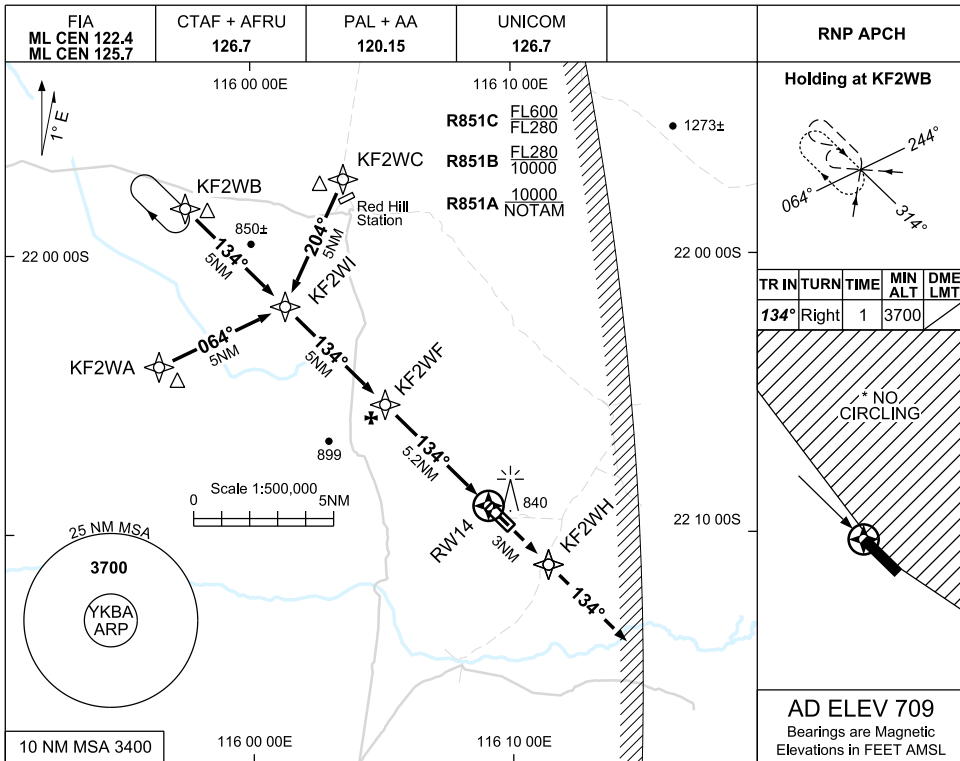 FIA
ML CEN 122.4
ML CEN 125.7
CTAF + AFRU
126.7
PAL + AA
120.15
UNICOM
126.7
RNP APCH
116 00 00E
116 10 00E
1° E
R851C FL600
FL280
R851B FL280
10000
R851A 10000
NOTAM
1273±
KF2WC
KF2WB
Red Hill
Station
850±
134°
5NM
204°
5NM
22 00 00S
22 00 00S
KF2WI
064°
5NM
KF2WA
134°
5NM
KF2WF
899
134°
5.2NM
Scale 1:500,000
0
5NM
840
RW14
3NM
KF2WH
22 10 00S
134°
25 NM MSA
3700
YKBA
ARP
10 NM MSA 3400
116 00 00E
116 10 00E
Holding at KF2WB
244°
064°
314°
TR IN TURN TIME MIN ALT DME LMT
134° Right 1 3700
* NO
CIRCLING
AD ELEV 709
Bearings are Magnetic
Elevations in FEET AMSL